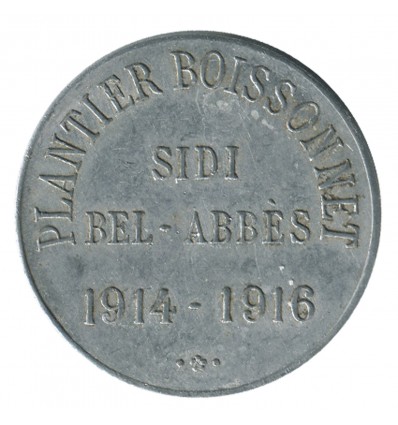 PLANTIER BOISSONNET
SIDI
BEL-ABBÈS
1914-1916